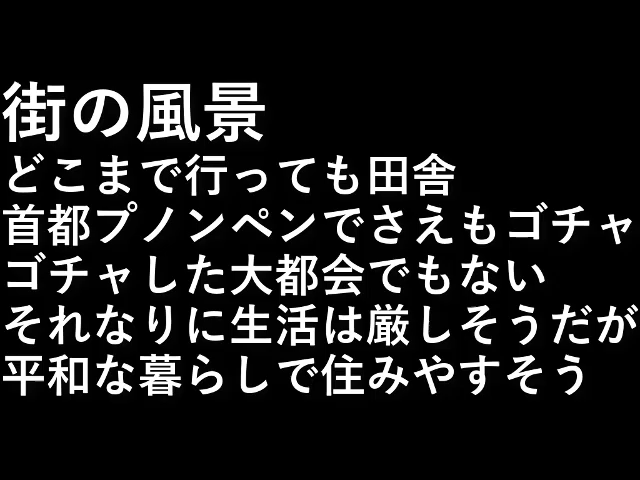 街の風景
どこまで行っても田舎
首都プノンペンでさえもゴチャ
ゴチャした大都会でもない
それなりに生活は厳しそうだが
平和な暮らしで住みやすそう